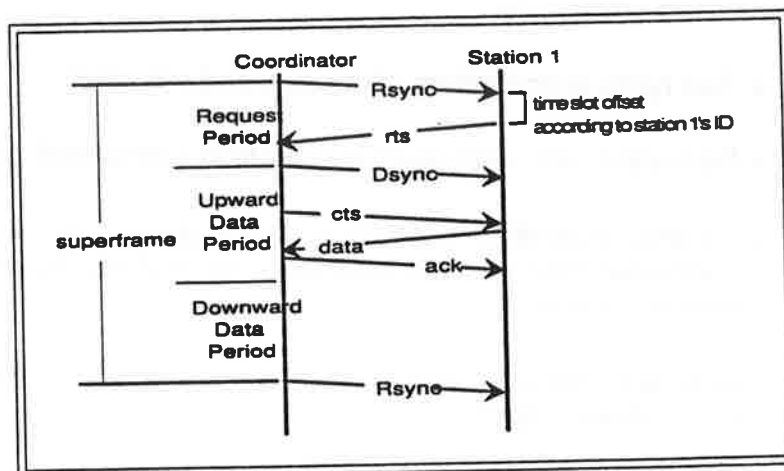 Coordinator
Station 1
Rsync
time slot offset
according to station 1's ID
Request
Period
rts
Dsync
Upward
Data
Period
cts
superframe
data
ack
Downward
Data
Period
Rsync